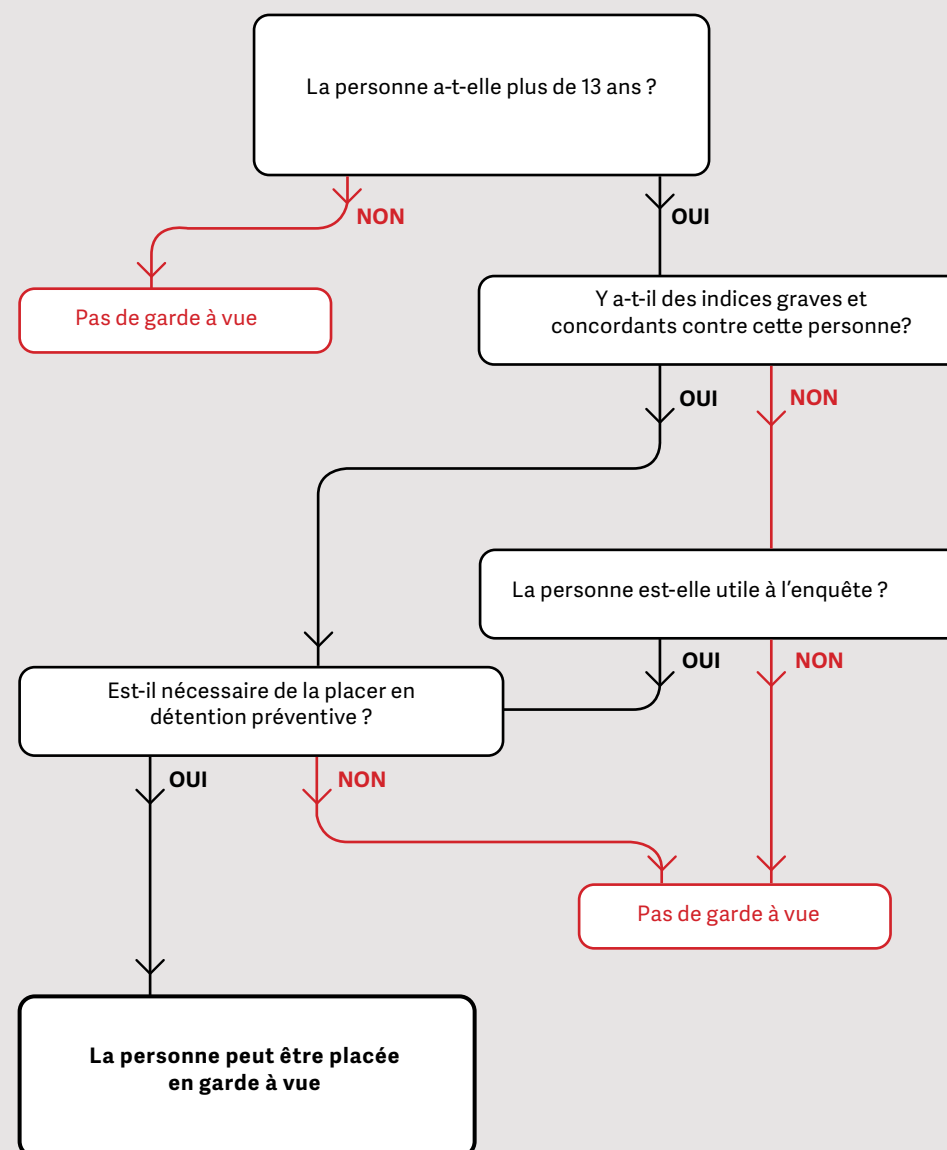 La personne a-t-elle plus de 13 ans ?
NON
OUI
Pas de garde à vue
Y a-t-il des indices graves et
concordants contre cette personne?
OUI
NON
La personne est-elle utile à l'enquête ?
OUI
NON
Est-il nécessaire de la placer en
détention préventive ?
OUI
NON
Pas de garde à vue
La personne peut être placée
en garde à vue